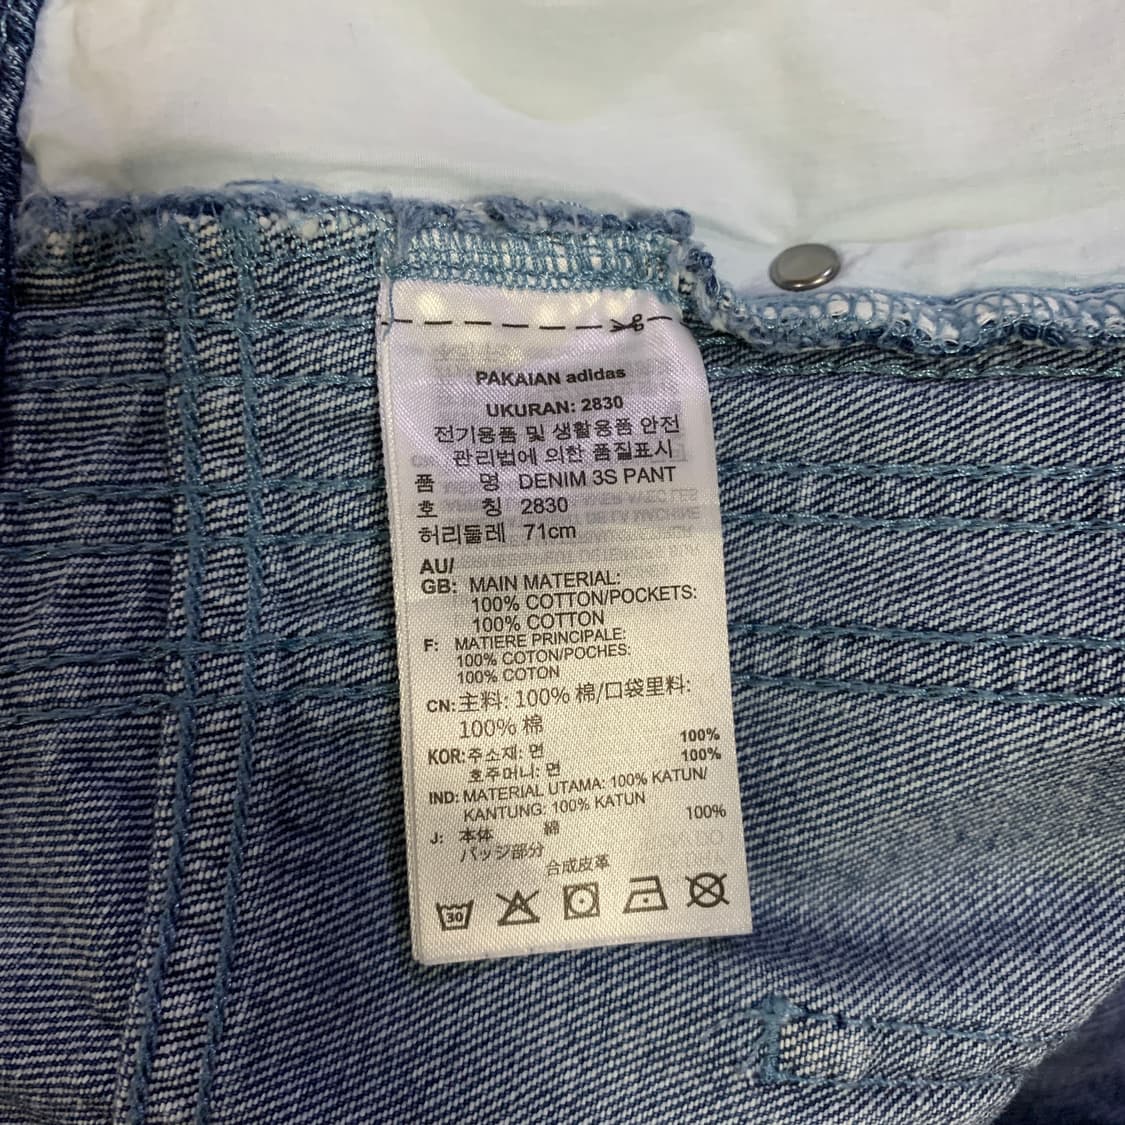 PAKAIAN adidas
UKURAN: 2830
전기용품 및 생활용품 안전
관리법에 의한 품질표시
품 명 DENIM 3S PANT
호 칭 2830
허리둘레 71cm
AU/
GB: MAIN MATERIAL:
100% COTTON/POCKETS:
100% COTTON
F: MATIERE PRINCIPALE:
100% COTON/POCHES:
100% COTON
CN: 主料: 100% 棉/口袋里料:
100% 棉
KOR: 주소재: 면 100%
호주머니: 면 100%
IND: MATERIAL UTAMA: 100% KATUN/
KANTUNG: 100% KATUN
J: 本体 綿 100%
バッジ部分
合成皮革
30